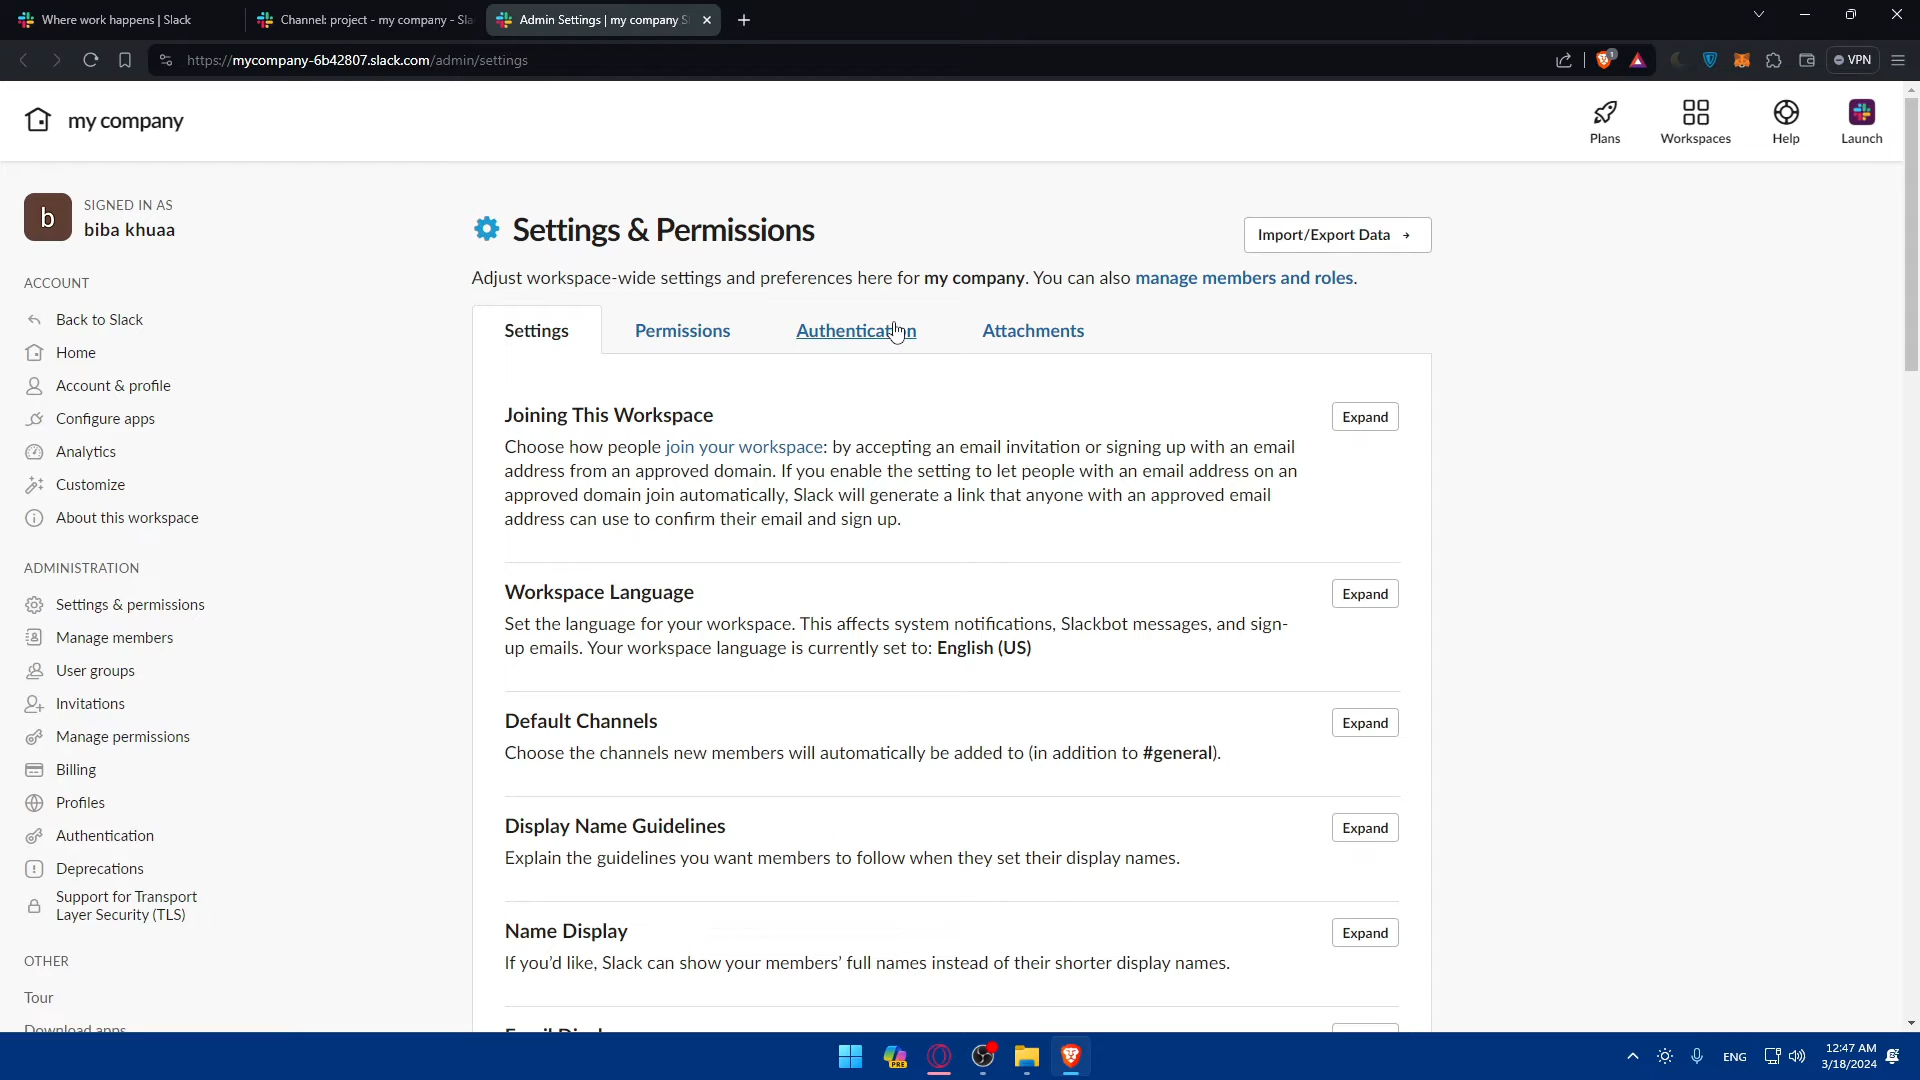 Where work happens | Slack
Channel: project - my company - Sla
Admin Settings | my company S
https://mycompany-6b42807.slack.com/admin/settings
1
VPN
my company
Plans
Workspaces
Help
Launch
b
SIGNED IN AS
biba khuaa
ACCOUNT
Back to Slack
Home
Account & profile
Configure apps
Analytics
Customize
About this workspace
ADMINISTRATION
Settings & permissions
Manage members
User groups
Invitations
Manage permissions
Billing
Profiles
Authentication
Deprecations
Support for Transport
Layer Security (TLS)
OTHER
Tour
Download apps
Settings & Permissions
Import/Export Data
Adjust workspace-wide settings and preferences here for my company. You can also manage members and roles.
Settings
Permissions
Authentication
Attachments
Joining This Workspace
Expand
Choose how people join your workspace: by accepting an email invitation or signing up with an email
address from an approved domain. If you enable the setting to let people with an email address on an
approved domain join automatically, Slack will generate a link that anyone with an approved email
address can use to confirm their email and sign up.
Workspace Language
Expand
Set the language for your workspace. This affects system notifications, Slackbot messages, and sign-
up emails. Your workspace language is currently set to: English (US)
Default Channels
Expand
Choose the channels new members will automatically be added to (in addition to #general).
Display Name Guidelines
Expand
Explain the guidelines you want members to follow when they set their display names.
Name Display
Expand
If you'd like, Slack can show your members' full names instead of their shorter display names.
PRE
ENG
12:47 AM
3/18/2024